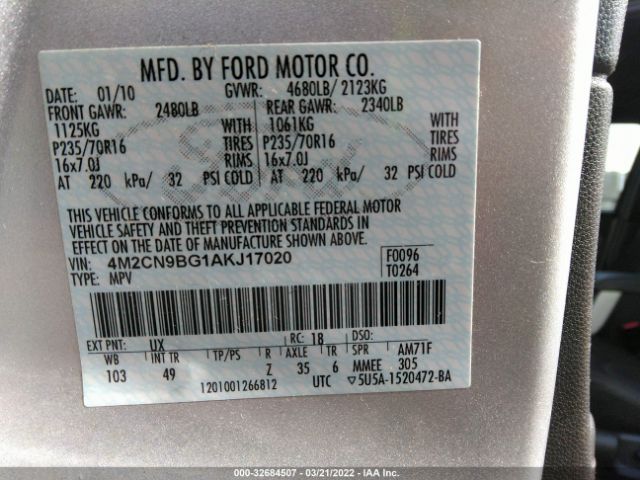 MFD. BY FORD MOTOR CO.
DATE: 01/10 GVWR: 4680LB/ 2123KG
FRONT GAWR: 2480LB REAR GAWR: 2340LB
1125KG WITH 1061KG WITH
P235/70R16 TIRES P235/70R16 TIRES
16x7.0J RIMS 16x7.0J RIMS
AT 220 kPa/ 32 PSI COLD AT 220 kPa/ 32 PSI COLD
THIS VEHICLE CONFORMS TO ALL APPLICABLE FEDERAL MOTOR
VEHICLE SAFETY AND THEFT PREVENTION STANDARDS IN
EFFECT ON THE DATE OF MANUFACTURE SHOWN ABOVE.
VIN: 4M2CN9BG1AKJ17020 F0096
TYPE: MPV T0264
EXT PNT: UX RC: 18 DSO:
WB INT TR TP/PS R AXLE TR SPR AM71F
103 49 Z 35 6 MMEE 305
1201001266812 UTC ▽5U5A-1520472-BA
000-32684507 - 03/21/2022 - IAA Inc.